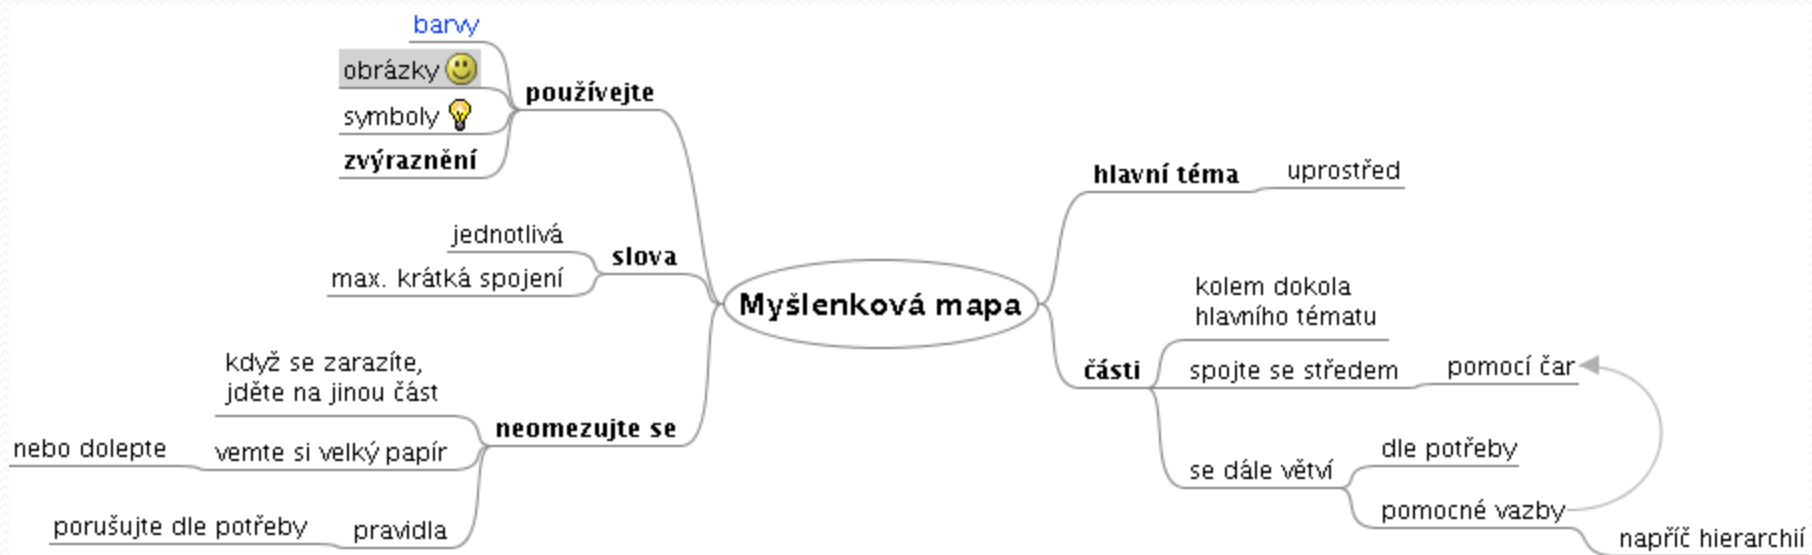 barvy
obrázky
symboly
používejte
zvýraznění
jednotlivá
max. krátká spojení
slova
když se zarazíte,
jděte na jinou část
neomezujte se
nebo dolepte
vemte si velký papír
porušujte dle potřeby
pravidla
Myšlenková mapa
hlavní téma
uprostřed
kolem dokola
hlavního tématu
části
spojte se středem
pomocí čar
se dále větví
dle potřeby
pomocné vazby
napříč hierarchií